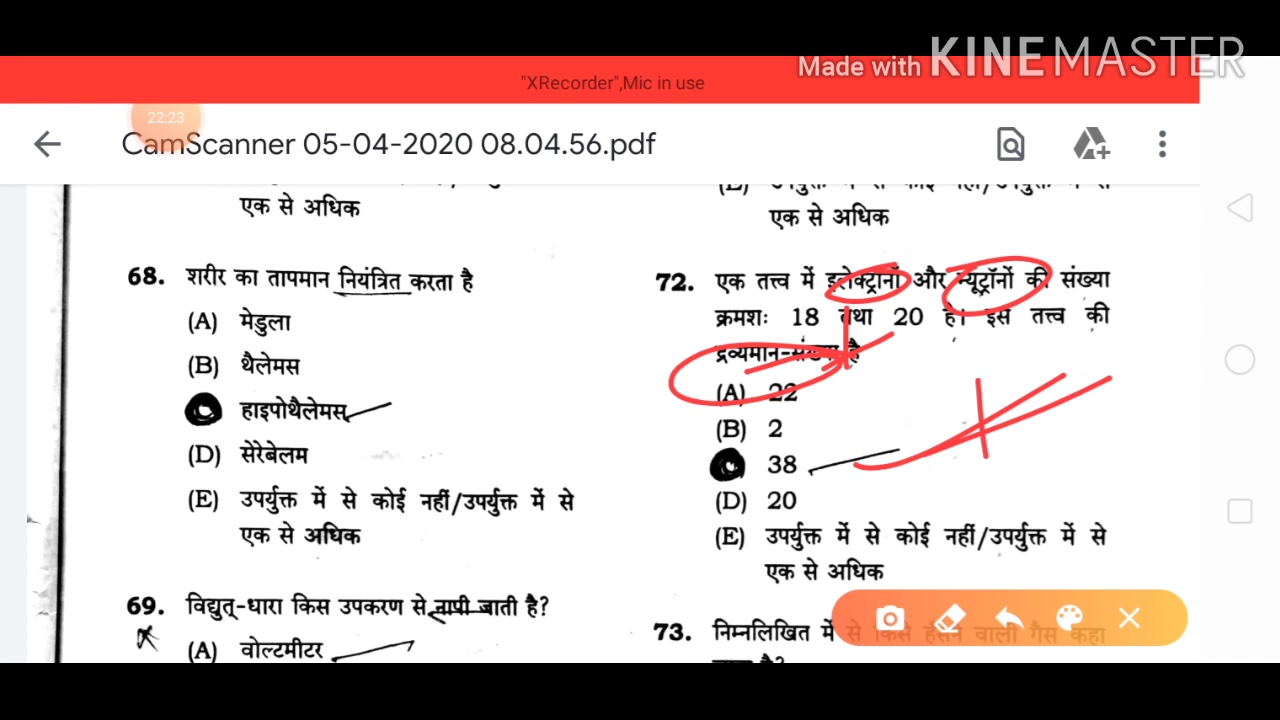 Made with KINEMASTER
"XRecorder",Mic in use
22:23
CamScanner 05-04-2020 08.04.56.pdf
एक से अधिक
68. शरीर का तापमान नियंत्रित करता है
(A) मेडुला
(B) थैलेमस
हाइपोथैलेमस
(D) सेरेबेलम
(E) उपर्युक्त में से कोई नहीं/उपर्युक्त में से
एक से अधिक
69. विद्युत्-धारा किस उपकरण से नापी जाती है?
(A) वोल्टमीटर
(E) उपर्युक्त में से कोई नहीं/उपर्युक्त में से
एक से अधिक
72. एक तत्त्व में इलेक्ट्रॉनों और न्यूट्रॉनों की संख्या
क्रमशः 18 तथा 20 है। इस तत्त्व की
द्रव्यमान-संख्या है
(A) 22
(B) 2
38
(D) 20
(E) उपर्युक्त में से कोई नहीं/उपर्युक्त में से
एक से अधिक
73. निम्नलिखित में से किसे हँसाने वाली गैस कहा